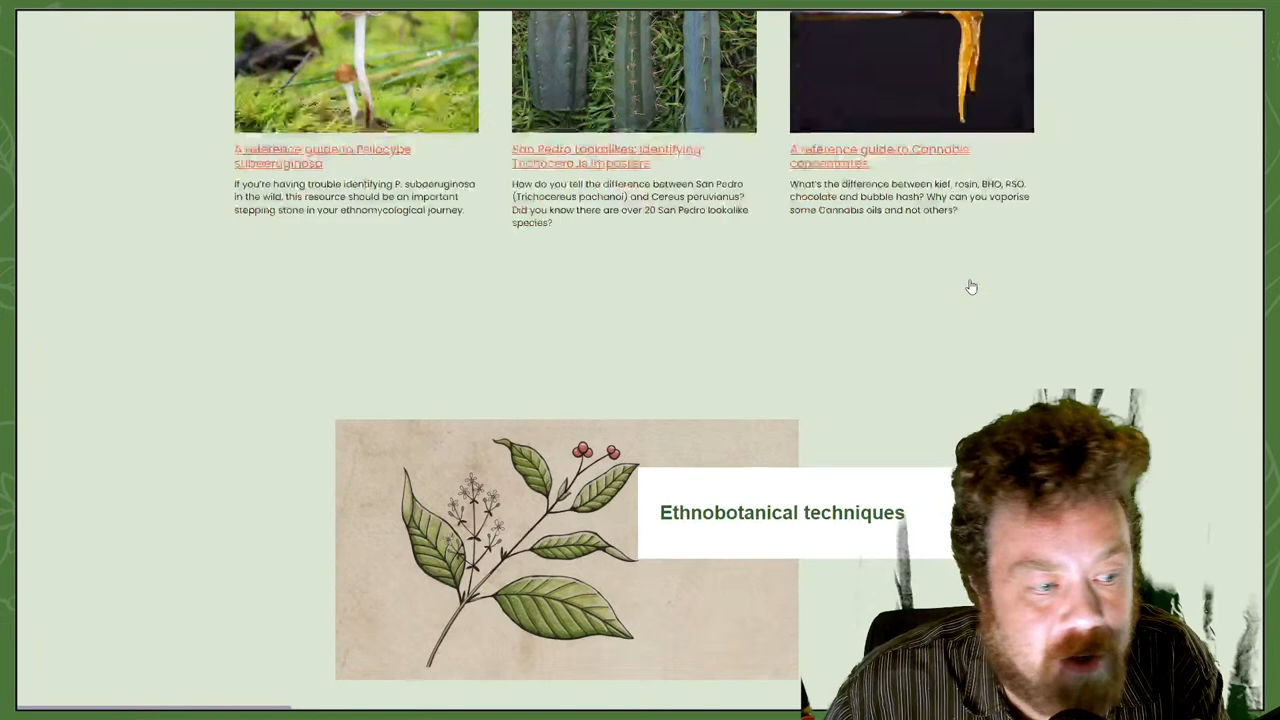 A reference guide to Psilocybe
subaeruginosa
San Pedro Lookalikes: Identifying
A reference guide to Cannabis
concentrates
If you're having trouble identifying P. subaeruginosa
in the wild, this resource should be an important
stepping stone in your ethnomycological journey.
How do you tell the difference between San Pedro
(Trichocereus pachanoi) and Cereus peruvianus?
Did you know there are over 20 San Pedro lookalike
species?
What's the difference between kief, rosin, BHO, RSO,
chocolate and bubble hash? Why can you vaporise
some Cannabis oils and not others?
Ethnobotanical techniques